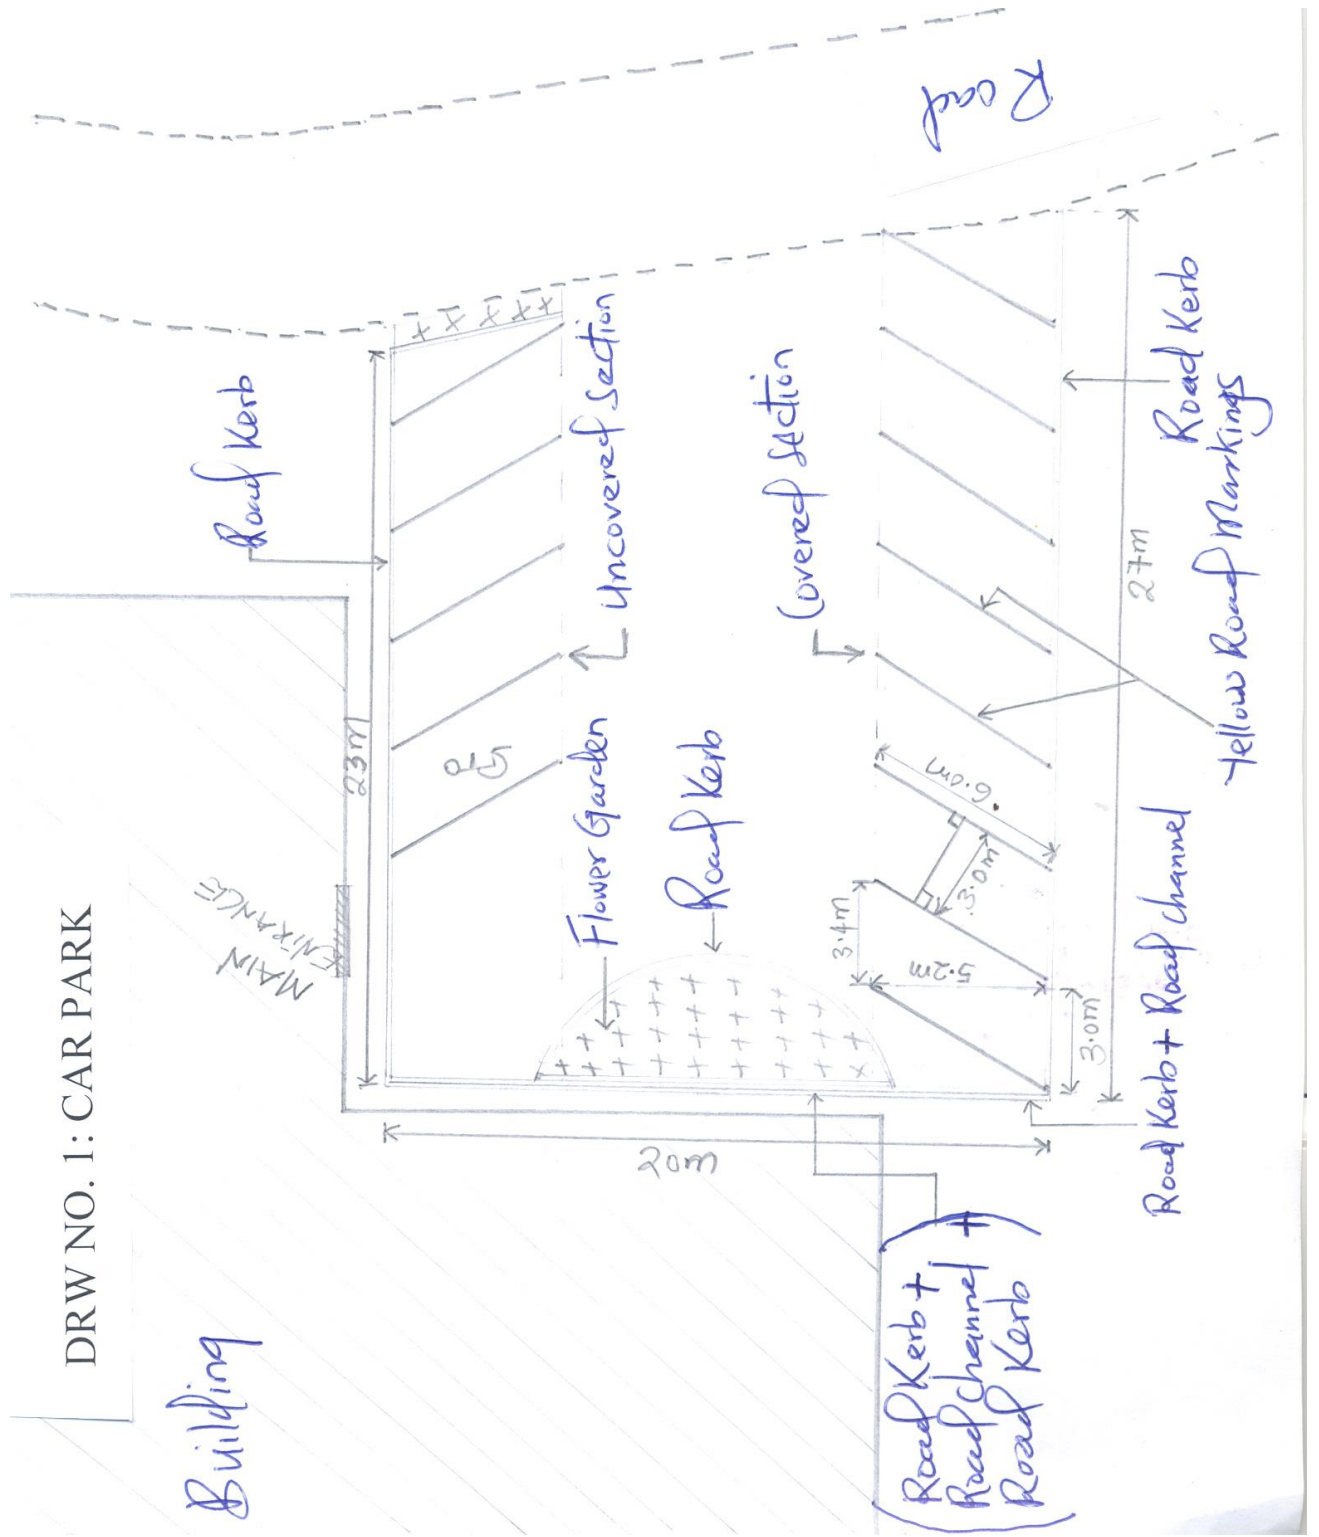 DRW NO. 1: CAR PARK
Building
MAIN
ENTRANCE
23m
Road Kerb
Road
Uncovered Section
Flower Garden
Road Kerb
Covered Section
20m
6.0m
3.0m
3.4m
5.2m
3.0m
27m
Road Kerb
Yellow Road Markings
Road Kerb + Road channel
(Road Kerb +
Road channel +
Road Kerb)